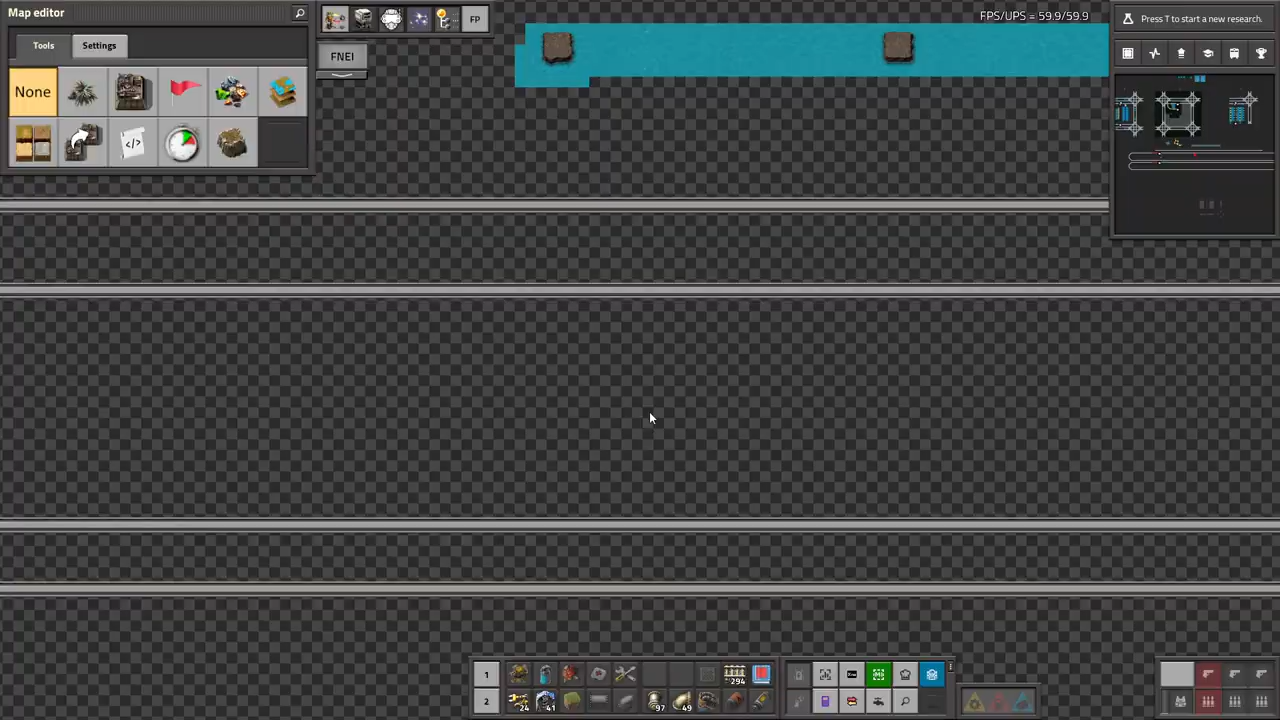 Map editor
Tools
Settings
None
</>
FP
FNEI
FPS/UPS = 59.9/59.9
Press T to start a new research.
1
294
2
24
41
97
49